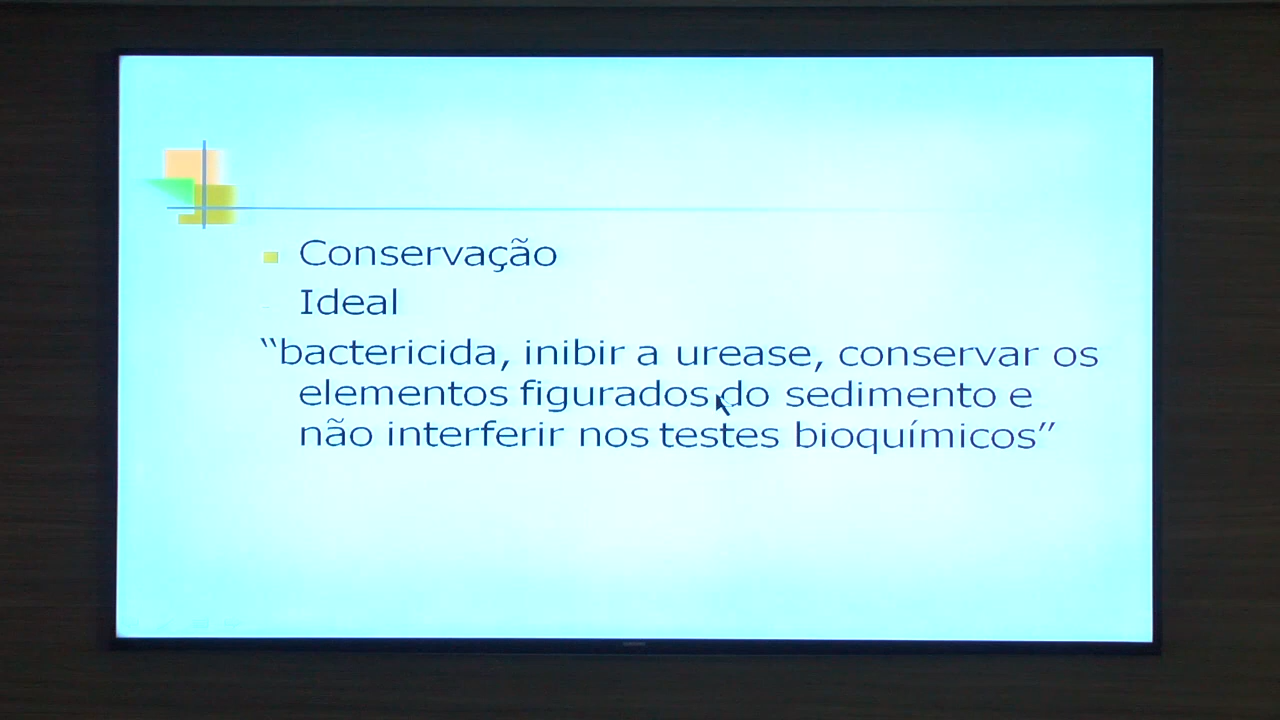 Conservação
Ideal
“bactericida, inibir a urease, conservar os
elementos figurados do sedimento e
não interferir nos testes bioquímicos”